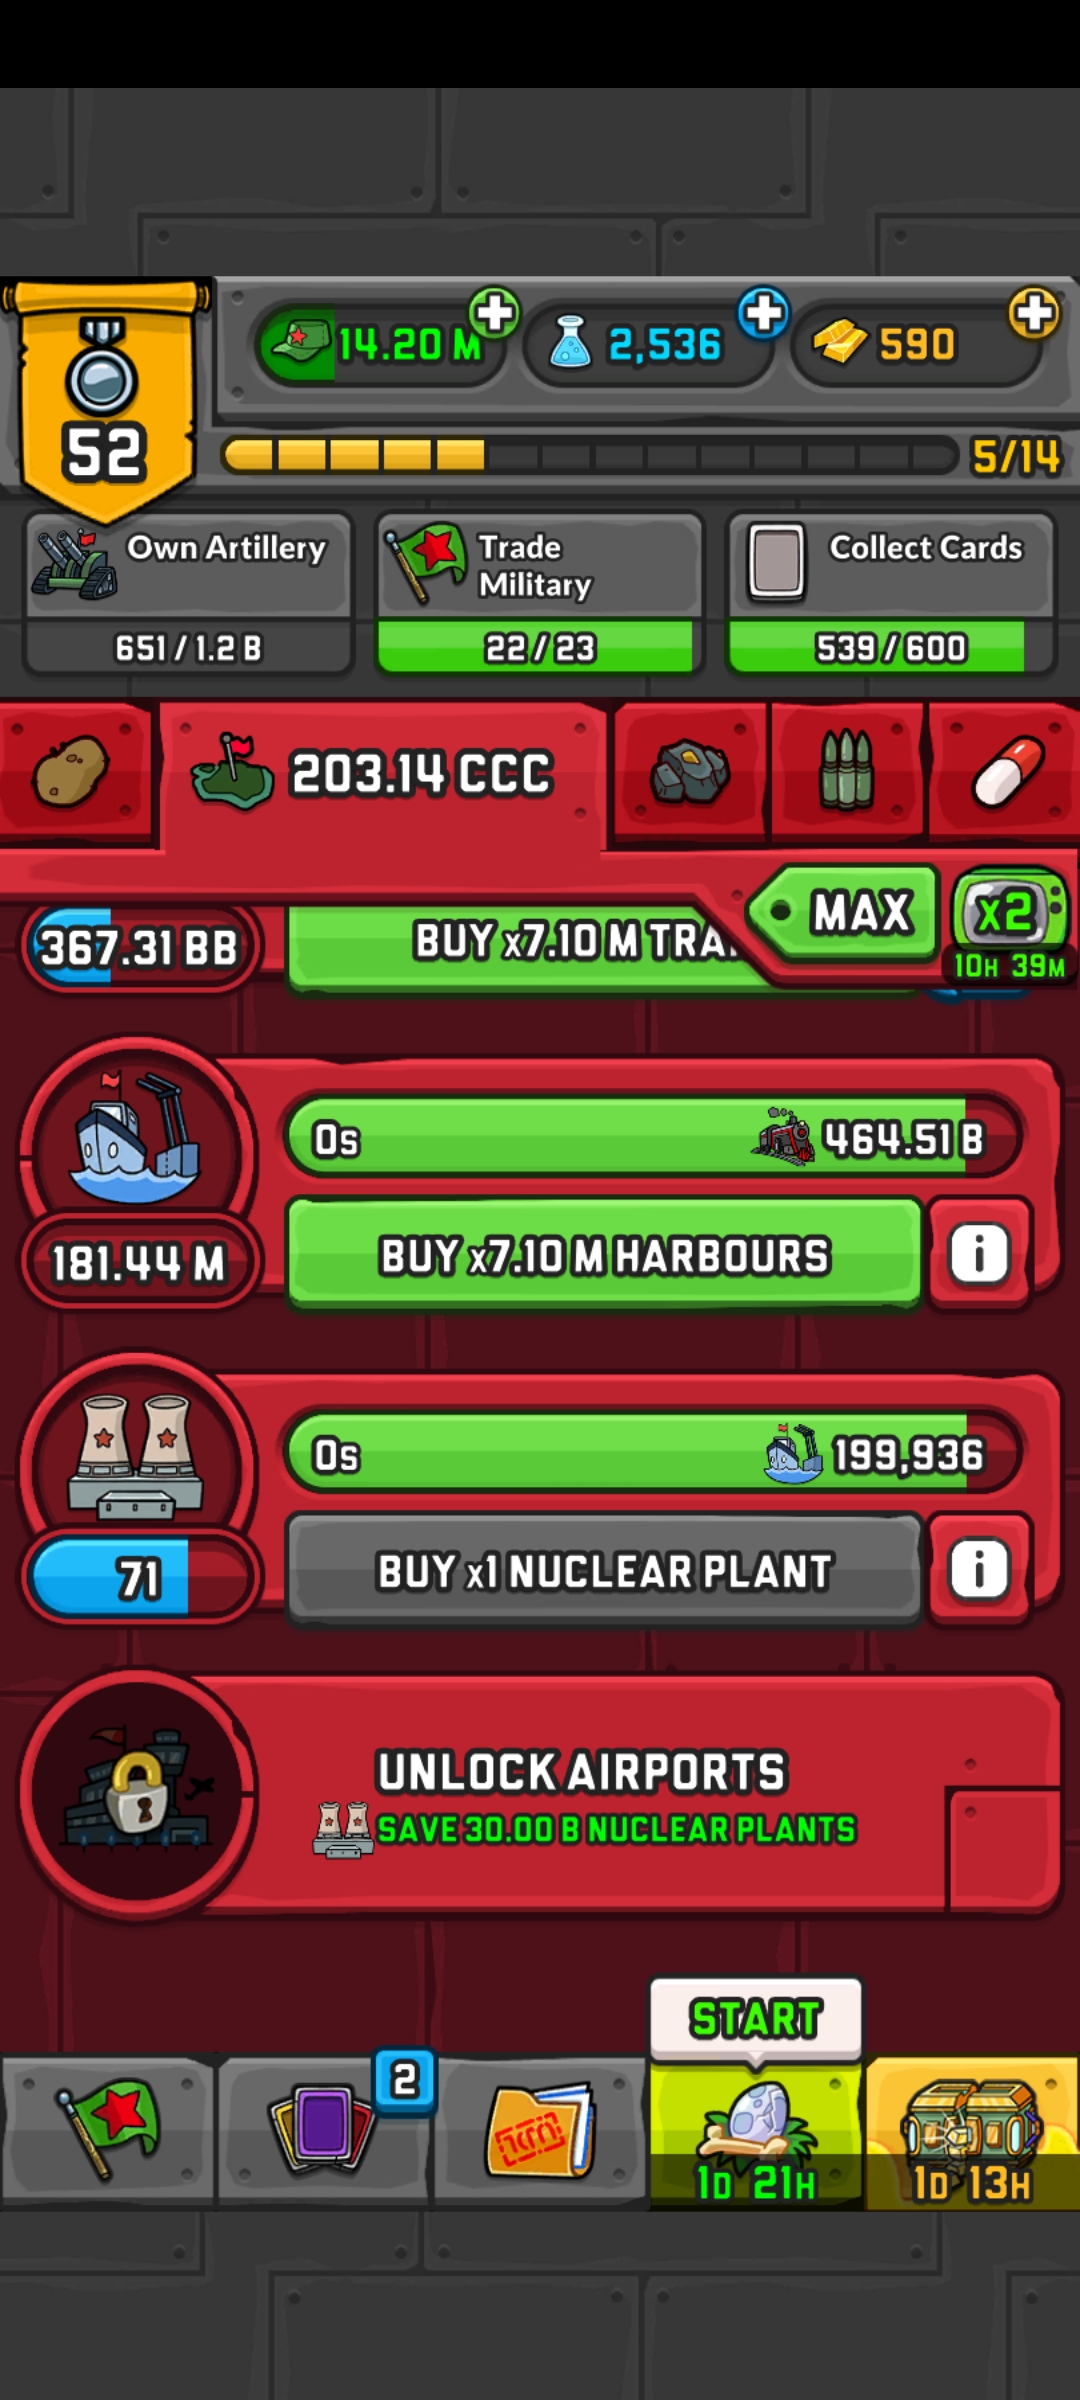 14.20 M
2,536
590
52
5/14
Own Artillery
651 / 1.2 B
Trade
Military
22 / 23
Collect Cards
539 / 600
203.14 CCC
MAX
x2
10H 39M
367.31 BB
BUY x7.10 M TRA
0s
464.51 B
181.44 M
BUY x7.10 M HARBOURS
i
0s
199,936
71
BUY x1 NUCLEAR PLANT
i
UNLOCK AIRPORTS
SAVE 30.00 B NUCLEAR PLANTS
START
2
1D 21H
1D 13H